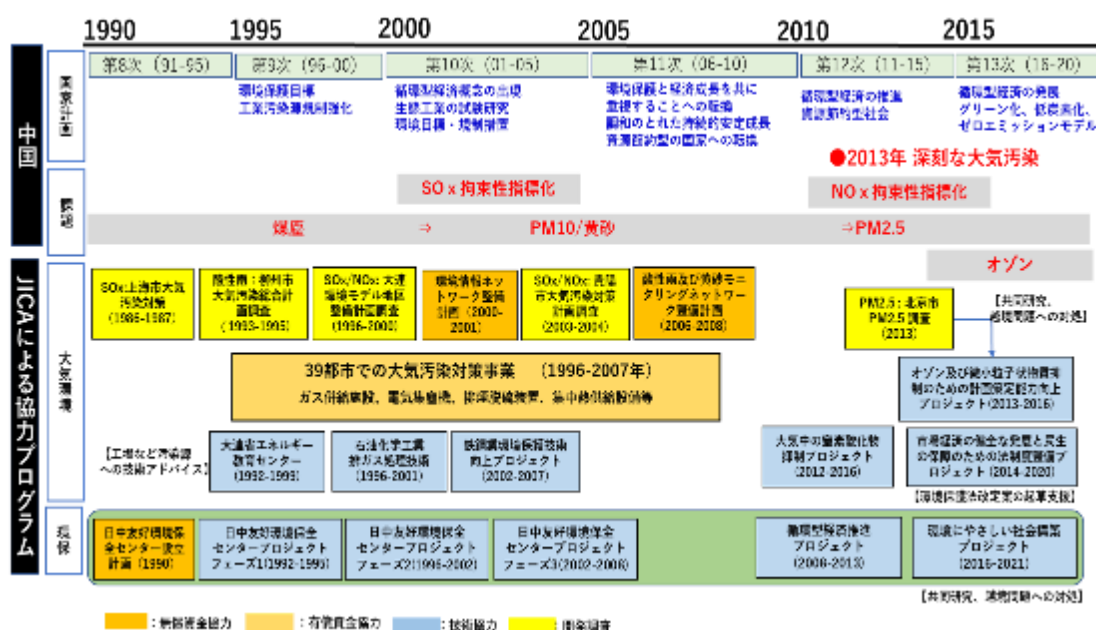 1990 1995 2000 2005 2010 2015
中国
国家計画
第8次（91-95） 第9次（96-00） 第10次（01-05） 第11次（06-10） 第12次（11-15） 第13次（16-20）
環境保護目標
工業汚染源規制強化
循環型経済概念の出現
生態工業の試験研究
環境目標・規制措置
環境保護と経済成長を共に
重視することへの転換
調和のとれた持続的安定成長
資源節約型の国家への転換
循環型経済の推進
資源節約型社会
循環型経済の発展
グリーン化、低炭素化、
ゼロエミッションモデル
●2013年 深刻な大気汚染
課題
SOx拘束性指標化
NOx拘束性指標化
煤塵 ⇒ PM10/黄砂 ⇒PM2.5
オゾン
JICAによる協力プログラム
大気環境
SOx:上海市大気
汚染対策
(1986-1987)
酸性雨：柳州市
大気汚染総合計
画調査
(1993-1995)
SOx/NOx: 大連
環境モデル地区
整備計画調査
(1996-2000)
環境情報ネッ
トワーク整備
計画 (2000-
2001)
SOx/NOx: 貴陽
市大気汚染対策
計画調査
(2003-2004)
酸性雨及び黄砂モニ
タリングネットワー
ク整備計画
(2006-2008)
PM2.5：北京市
PM2.5 調査
(2013)
【共同研究、
越境問題への対処】
39都市での大気汚染対策事業 （1996-2007年）
ガス供給施設、電気集塵機、排煙脱硫装置、集中熱供給設備等
オゾン及び微小粒子状物質抑
制のための計画策定能力向上
プロジェクト(2013-2016)
【工場など汚染源
への技術アドバイス】
大連省エネルギー
教育センター
(1992-1999)
石油化学工業
排ガス処理技術
(1996-2001)
鉄鋼業環境保護技術
向上プロジェクト
(2002-2007)
大気中の窒素酸化物
抑制プロジェクト
(2012-2016)
市場経済の健全な発展と民生
の保障のための法制度整備プ
ロジェクト(2014-2020)
【環境保護法改定案の起草支援】
環保
日中友好環境保
全センター設立
計画 (1990)
日中友好環境保全
センタープロジェクト
フェーズ1(1992-1995)
日中友好環境保全
センタープロジェクト
フェーズ2(1996-2002)
日中友好環境保全
センタープロジェクト
フェーズ3(2002-2008)
循環型経済推進
プロジェクト
(2008-2013)
環境にやさしい社会構築
プロジェクト
(2016-2021)
【共同研究、越境問題への対処】
：無償資金協力 ：有償資金協力 ：技術協力 ：開発調査